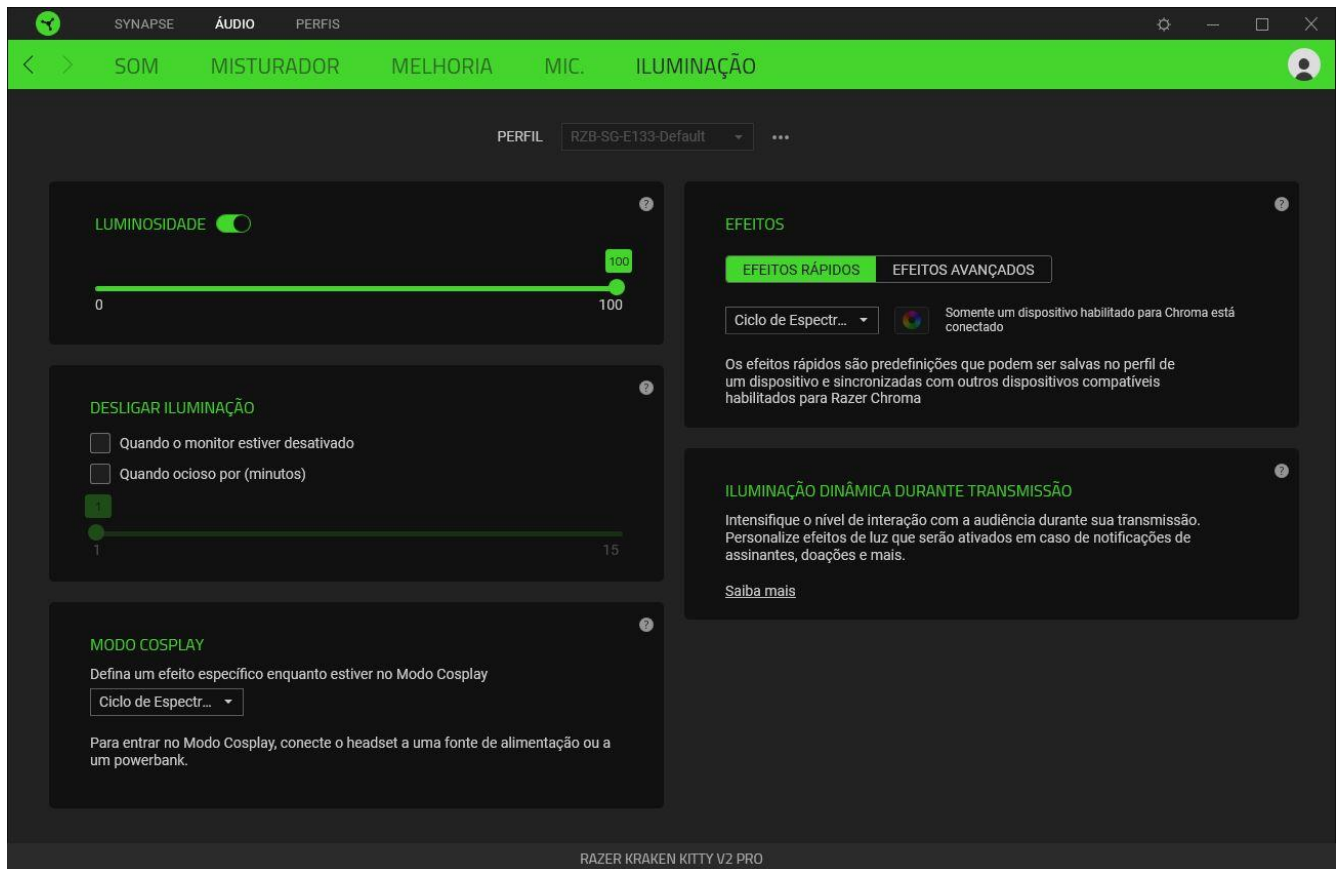 SYNAPSE ÁUDIO PERFIS
SOM MISTURADOR MELHORIA MIC. ILUMINAÇÃO
PERFIL RZB-SG-E133-Default
LUMINOSIDADE
100
0 100
DESLIGAR ILUMINAÇÃO
Quando o monitor estiver desativado
Quando ocioso por (minutos)
1
1 15
MODO COSPLAY
Defina um efeito específico enquanto estiver no Modo Cosplay
Ciclo de Espectr...
Para entrar no Modo Cosplay, conecte o headset a uma fonte de alimentação ou a
um powerbank.
EFEITOS
EFEITOS RÁPIDOS EFEITOS AVANÇADOS
Ciclo de Espectr...
Somente um dispositivo habilitado para Chroma está
conectado
Os efeitos rápidos são predefinições que podem ser salvas no perfil de
um dispositivo e sincronizadas com outros dispositivos compatíveis
habilitados para Razer Chroma
ILUMINAÇÃO DINÂMICA DURANTE TRANSMISSÃO
Intensifique o nível de interação com a audiência durante sua transmissão.
Personalize efeitos de luz que serão ativados em caso de notificações de
assinantes, doações e mais.
Saiba mais
RAZER KRAKEN KITTY V2 PRO